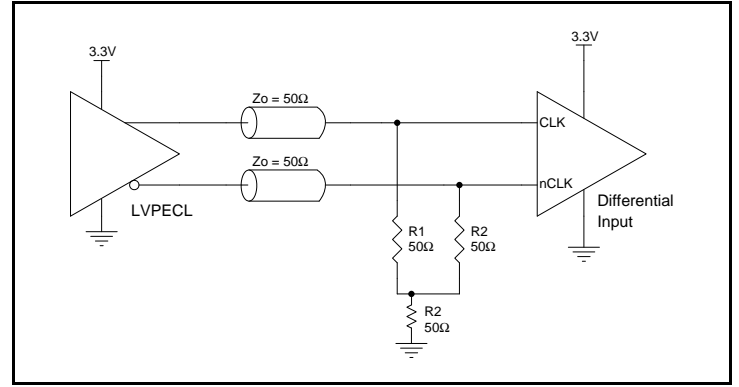 3.3V
3.3V
Zo = 50Ω
CLK
Zo = 50Ω
nCLK
LVPECL
Differential
Input
R1
50Ω
R2
50Ω
R2
50Ω